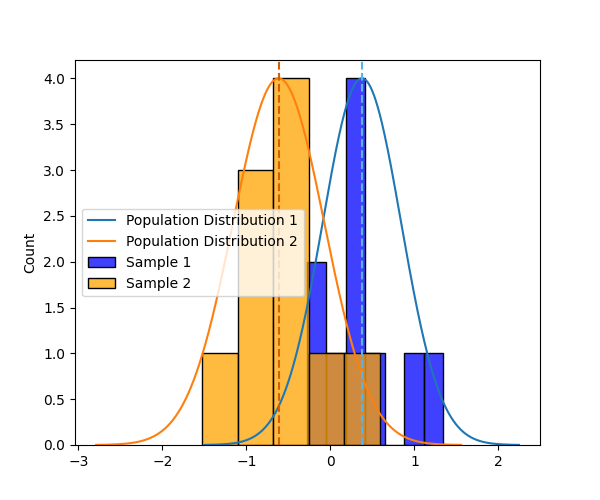 4.0
3.5
3.0
2.5
2.0
1.5
1.0
0.5
0.0
Count
Population Distribution 1
Population Distribution 2
Sample 1
Sample 2
−3 −2 −1 0 1 2